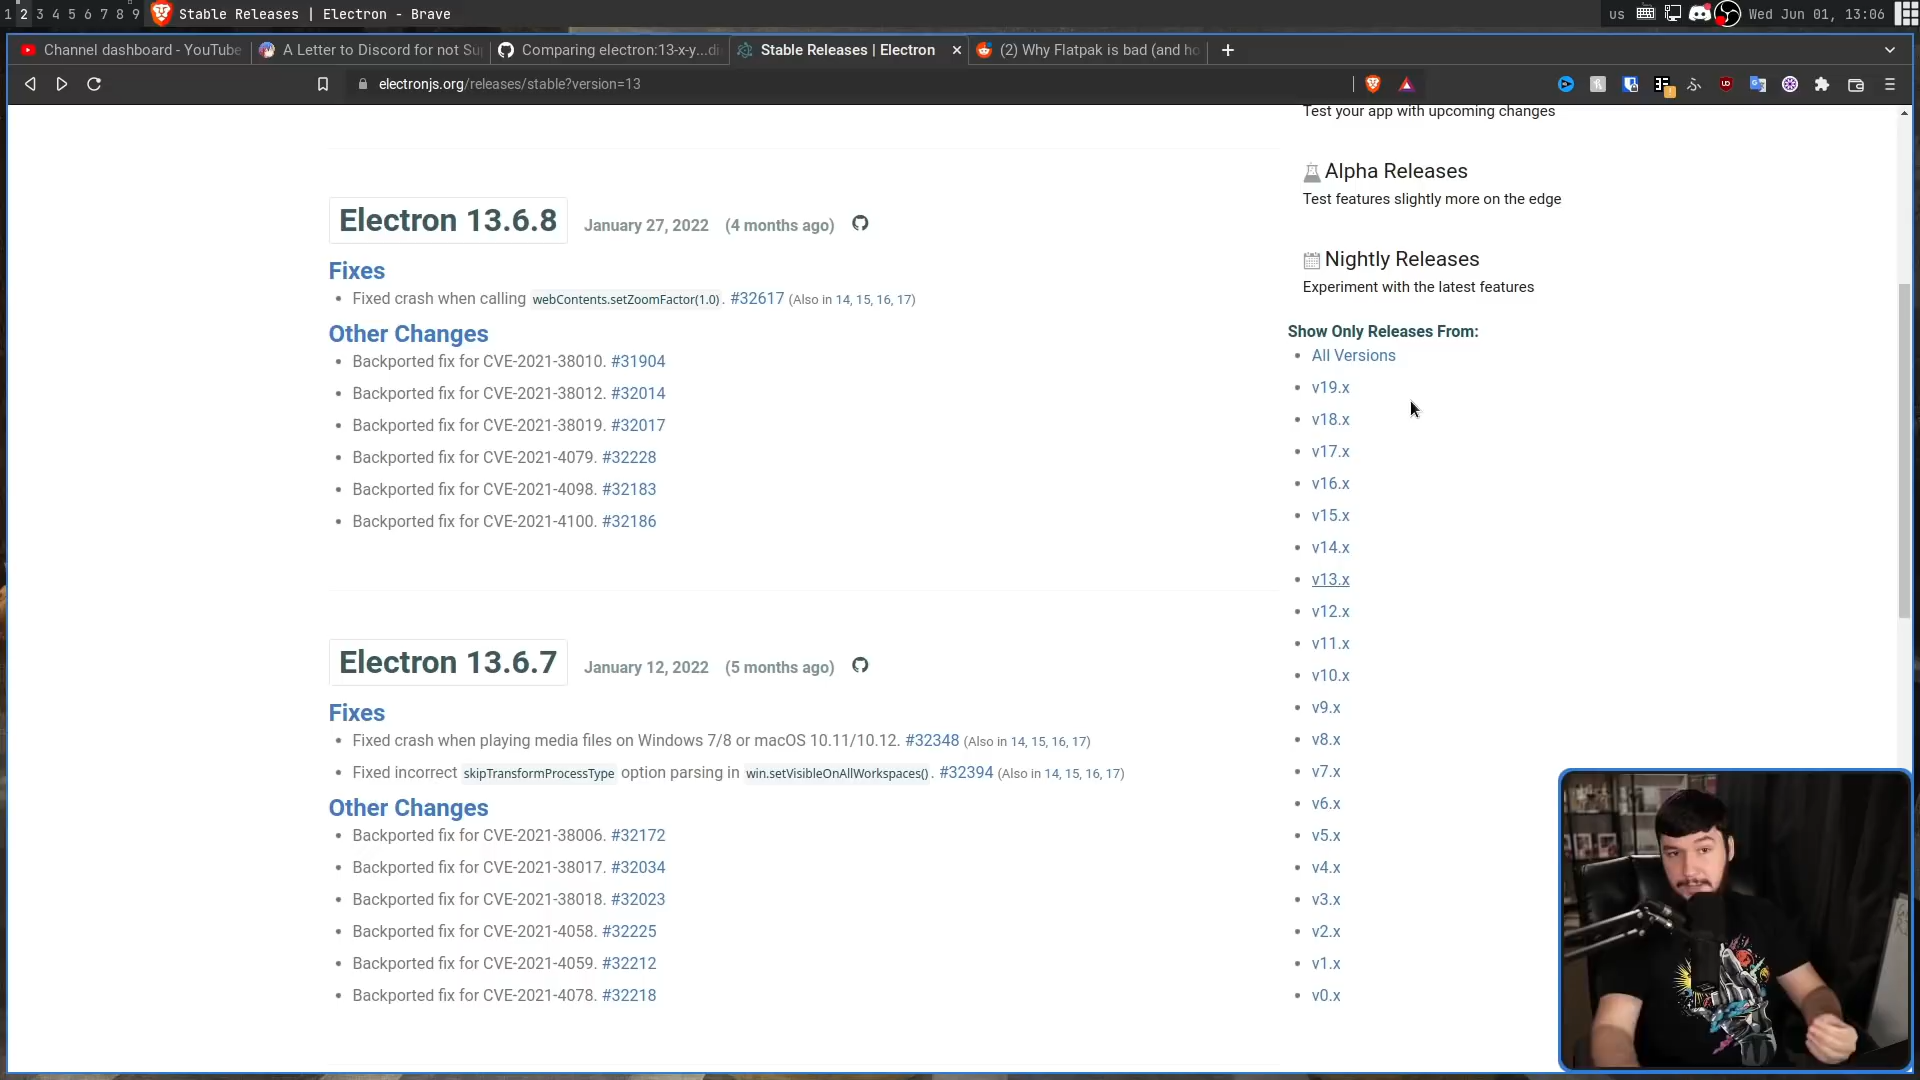 1 2 3 4 5 6 7 8 9 Stable Releases | Electron - Brave
us Wed Jun 01, 13:06
Channel dashboard - YouTube
A Letter to Discord for not Su
Comparing electron:13-x-y...di
Stable Releases | Electron
(2) Why Flatpak is bad (and ho
electronjs.org/releases/stable?version=13
Test your app with upcoming changes
Alpha Releases
Test features slightly more on the edge
Nightly Releases
Experiment with the latest features
Show Only Releases From:
• All Versions
• v19.x
• v18.x
• v17.x
• v16.x
• v15.x
• v14.x
• v13.x
• v12.x
• v11.x
• v10.x
• v9.x
• v8.x
• v7.x
• v6.x
• v5.x
• v4.x
• v3.x
• v2.x
• v1.x
• v0.x
Electron 13.6.8 January 27, 2022 (4 months ago)
Fixes
• Fixed crash when calling webContents.setZoomFactor(1.0). #32617 (Also in 14, 15, 16, 17)
Other Changes
• Backported fix for CVE-2021-38010. #31904
• Backported fix for CVE-2021-38012. #32014
• Backported fix for CVE-2021-38019. #32017
• Backported fix for CVE-2021-4079. #32228
• Backported fix for CVE-2021-4098. #32183
• Backported fix for CVE-2021-4100. #32186
Electron 13.6.7 January 12, 2022 (5 months ago)
Fixes
• Fixed crash when playing media files on Windows 7/8 or macOS 10.11/10.12. #32348 (Also in 14, 15, 16, 17)
• Fixed incorrect skipTransformProcessType option parsing in win.setVisibleOnAllWorkspaces(). #32394 (Also in 14, 15, 16, 17)
Other Changes
• Backported fix for CVE-2021-38006. #32172
• Backported fix for CVE-2021-38017. #32034
• Backported fix for CVE-2021-38018. #32023
• Backported fix for CVE-2021-4058. #32225
• Backported fix for CVE-2021-4059. #32212
• Backported fix for CVE-2021-4078. #32218